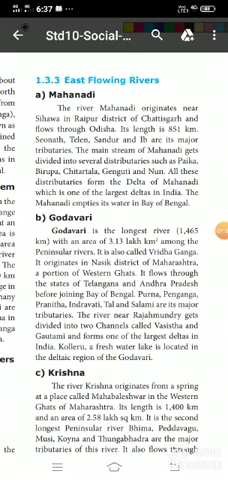 6:37
4G
70
Std10-Social-...
1.3.3 East Flowing Rivers
a) Mahanadi
The river Mahanadi originates near
Sihawa in Raipur district of Chattisgarh and
flows through Odisha. Its length is 851 km.
Seonath, Telen, Sandur and Ib are its major
tributaries. The main stream of Mahanadi gets
divided into several distributaries such as Paika,
Birupa, Chitartala, Genguti and Nun. All these
distributaries form the Delta of Mahanadi
which is one of the largest deltas in India. The
Mahanadi empties its water in Bay of Bengal.
b) Godavari
Godavari is the longest river (1,465
km) with an area of 3.13 lakh km² among the
Peninsular rivers. It is also called Vridha Ganga.
It originates in Nasik district of Maharashtra,
a portion of Western Ghats. It flows through
the states of Telangana and Andhra Pradesh
before joining Bay of Bengal. Purna, Penganga,
Pranitha, Indravati, Tal and Salami are its major
tributaries. The river near Rajahmundry gets
divided into two Channels called Vasistha and
Gautami and forms one of the largest deltas in
India. Kolleru, a fresh water lake is located in
the deltaic region of the Godavari.
c) Krishna
The river Krishna originates from a spring
at a place called Mahabaleshwar in the Western
Ghats of Maharashtra. Its length is 1,400 km
and an area of 2.58 lakh sq km. It is the second
longest Peninsular river Bhima, Peddavagu,
Musi, Koyna and Thungabhadra are the major
tributaries of this river. It also flows through